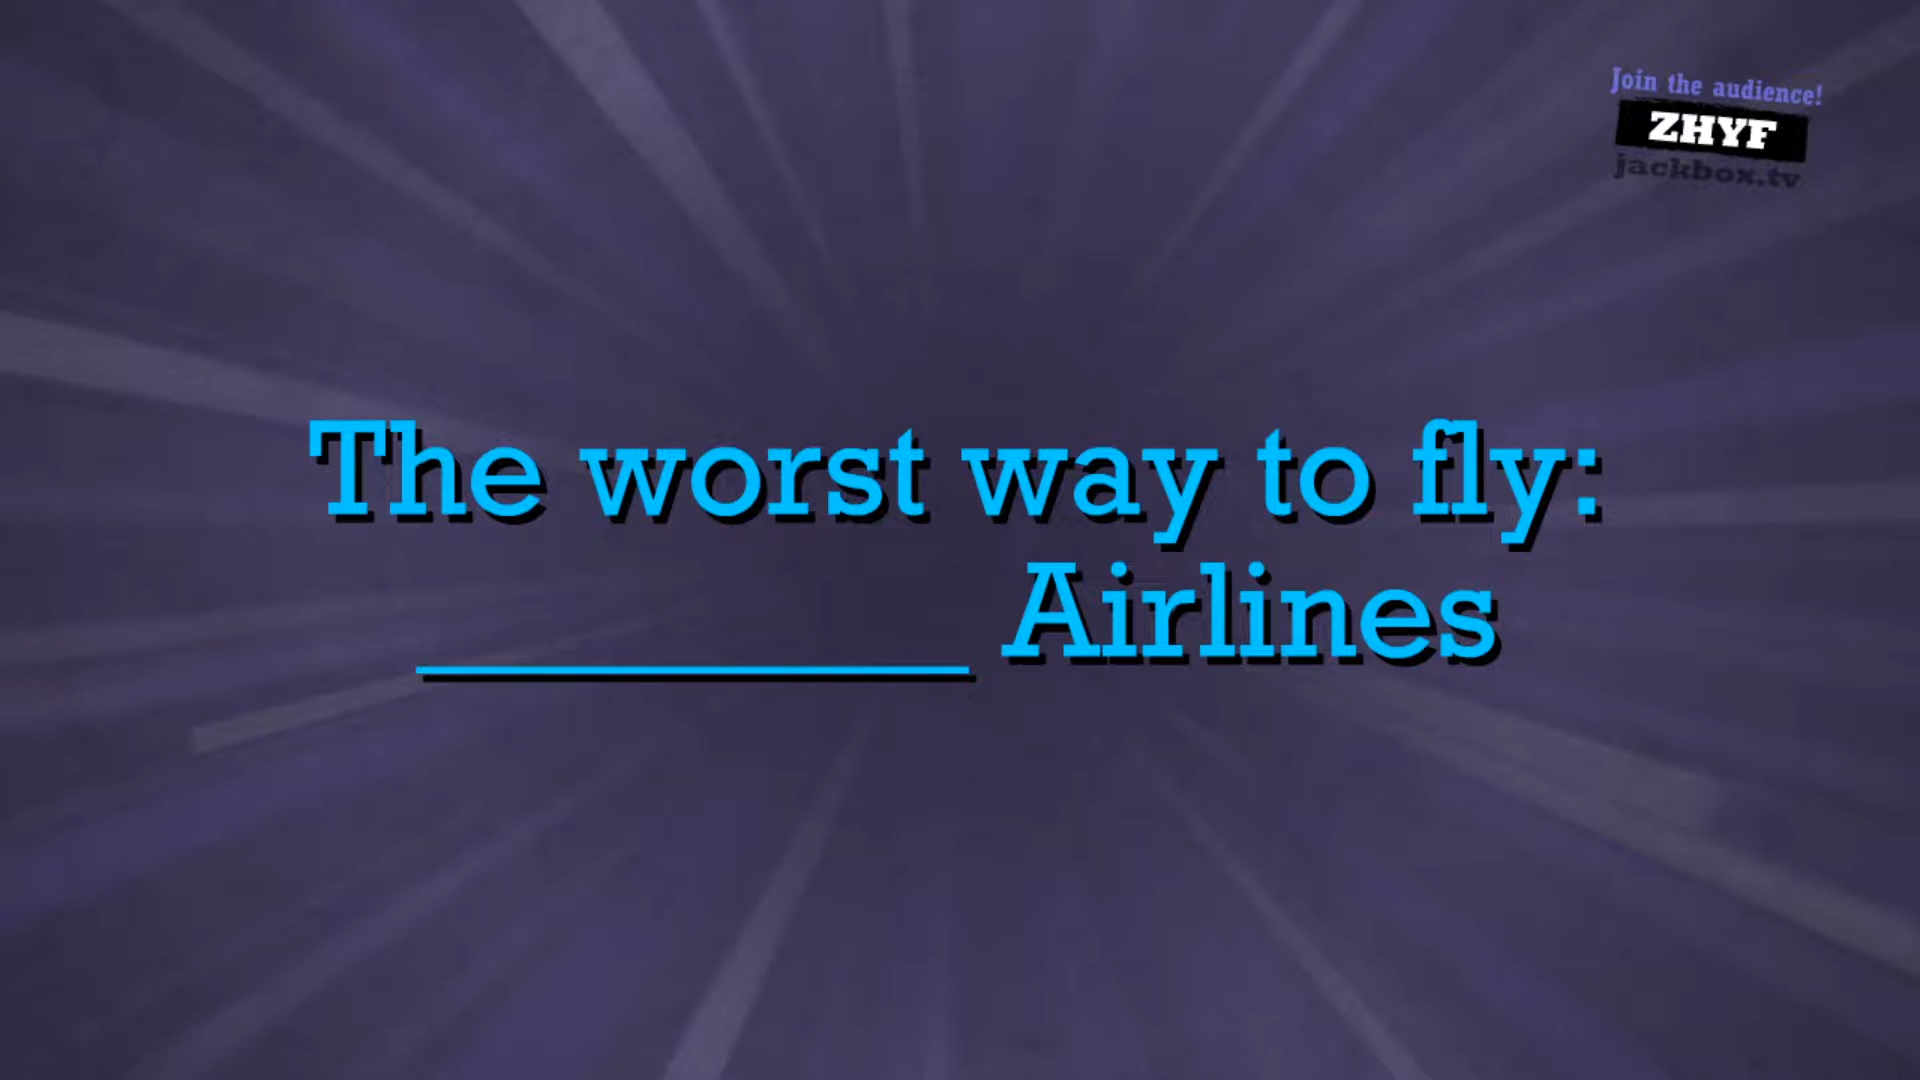 Join the audience!
ZHYF
jackbox.tv
The worst way to fly:
__________ Airlines